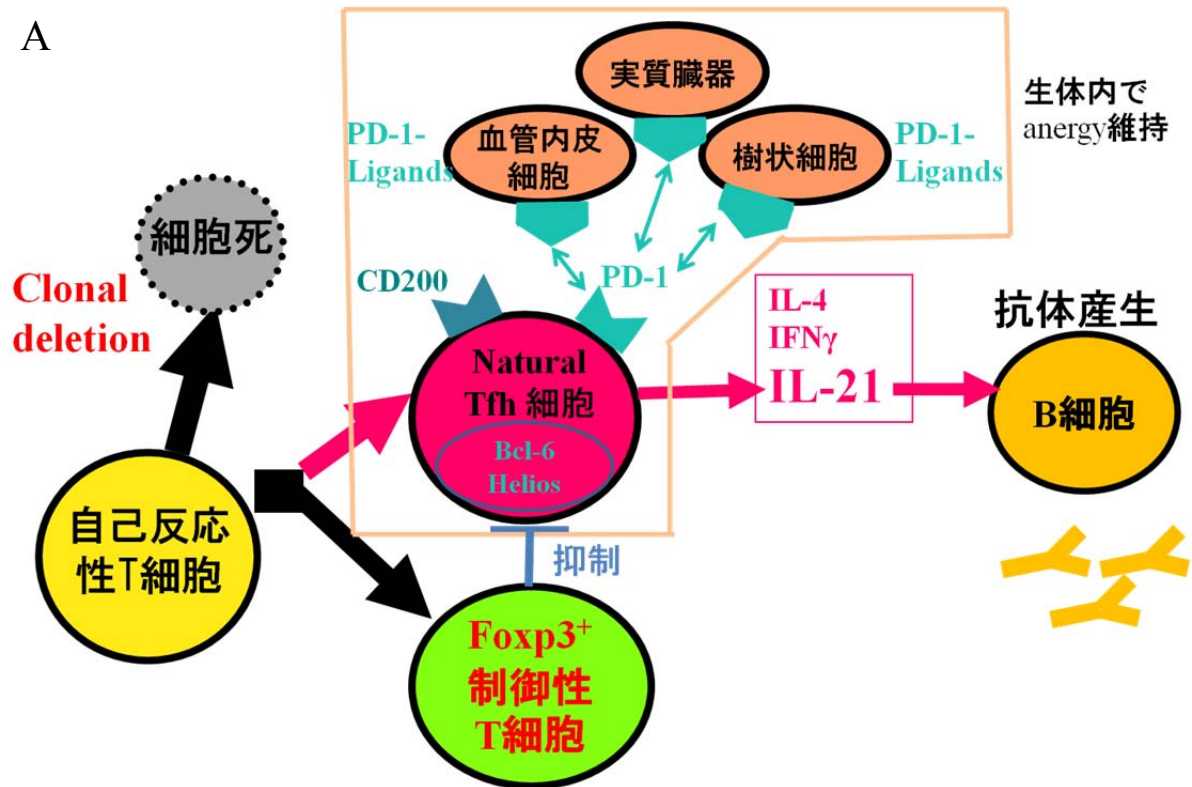 A
実質臓器
生体内で
anergy維持
PD-1-
Ligands
血管内皮
細胞
樹状細胞
PD-1-
Ligands
細胞死
Clonal
deletion
CD200
PD-1
IL-4
IFNγ
IL-21
抗体産生
Natural
Tfh 細胞
Bcl-6
Helios
B細胞
自己反応
性T細胞
抑制
Foxp3⁺
制御性
T細胞